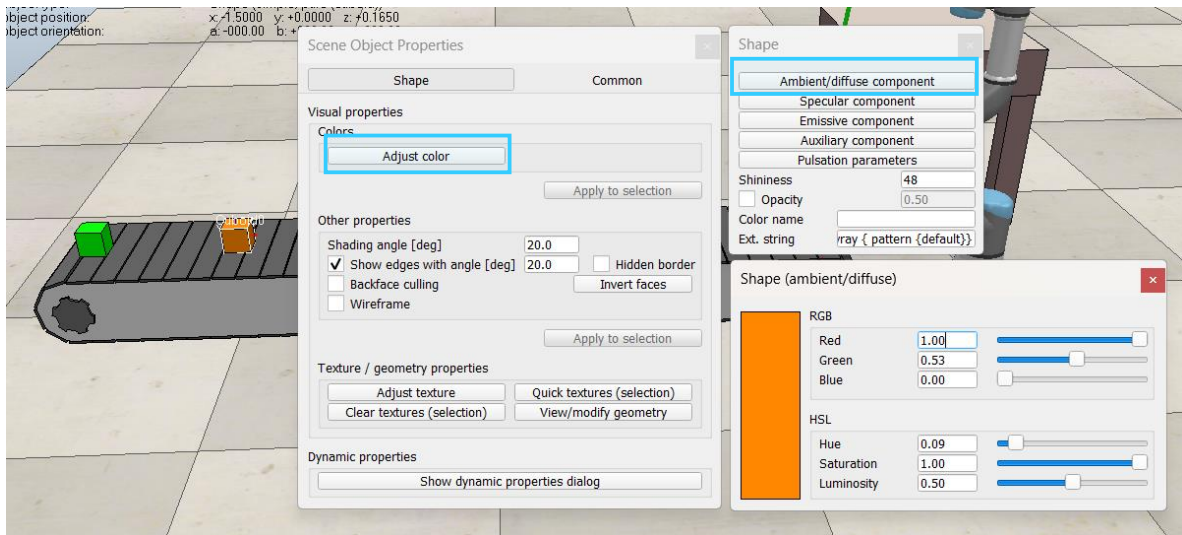 object position: x:-1.5000 y: +0.0000 z: +0.1650
object orientation: a: -000.00 b: +
Scene Object Properties
Shape Common
Visual properties
Colors
Adjust color
Apply to selection
Other properties
Shading angle [deg] 20.0
Show edges with angle [deg] 20.0 Hidden border
Backface culling Invert faces
Wireframe
Apply to selection
Texture / geometry properties
Adjust texture Quick textures (selection)
Clear textures (selection) View/modify geometry
Dynamic properties
Show dynamic properties dialog
Shape
Ambient/diffuse component
Specular component
Emissive component
Auxiliary component
Pulsation parameters
Shininess 48
Opacity 0.50
Color name
Ext. string rray { pattern {default}}
Shape (ambient/diffuse)
RGB
Red 1.00
Green 0.53
Blue 0.00
HSL
Hue 0.09
Saturation 1.00
Luminosity 0.50